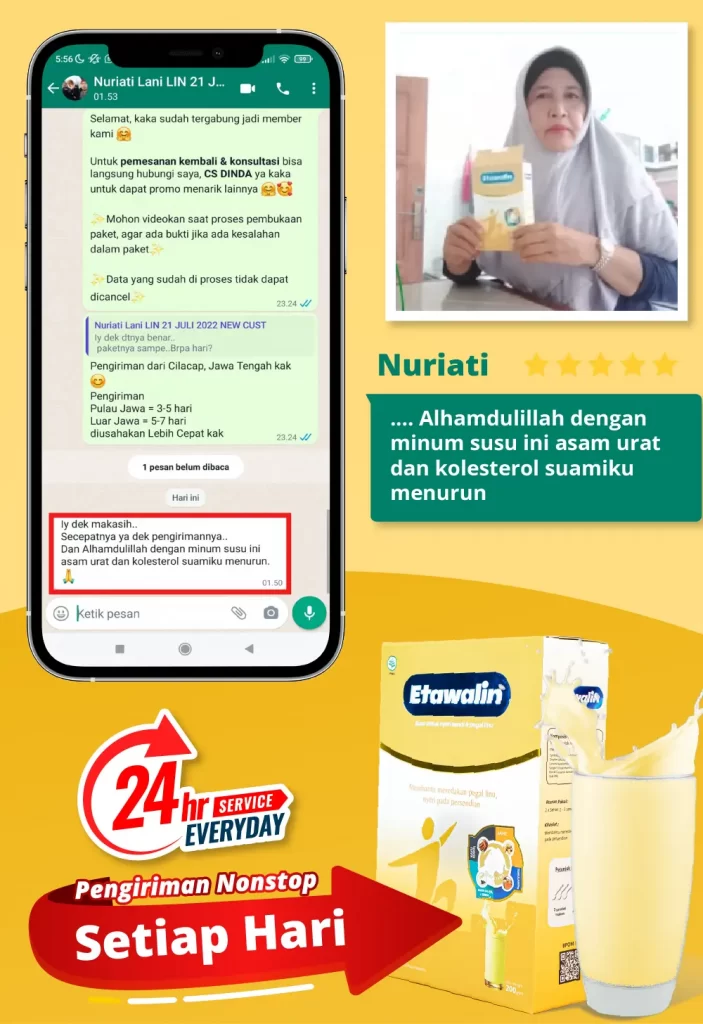 5:56
Nuriati Lani LIN 21 J...
01.53
Selamat, kaka sudah tergabung jadi member
kami 🤗
Untuk pemesanan kembali & konsultasi bisa
langsung hubungi saya, CS DINDA ya kaka
untuk dapat promo menarik lainnya 🤗🥰
✨Mohon videokan saat proses pembukaan
paket, agar ada bukti jika ada kesalahan
dalam paket✨
✨Data yang sudah di proses tidak dapat
dicancel✨
23.24
Nuriati Lani LIN 21 JULI 2022 NEW CUST
Iy dek dtnya benar..
paketnya sampe..Brpa hari?
Pengiriman dari Cilacap, Jawa Tengah kak
😊
Pengiriman
Pulau Jawa = 3-5 hari
Luar Jawa = 5-7 hari
diusahakan Lebih Cepat kak
23.24
1 pesan belum dibaca
Hari ini
Iy dek makasih..
Secepatnya ya dek pengirimannya..
Dan Alhamdulillah dengan minum susu ini
asam urat dan kolesterol suamiku menurun.
🙏
01.50
Ketik pesan
Etawalin
Nuriati
.... Alhamdulillah dengan
minum susu ini asam urat
dan kolesterol suamiku
menurun
24hr SERVICE
EVERYDAY
Pengiriman Nonstop
Setiap Hari
Etawalin
Membantu meredakan pegal linu,
nyeri pada persendian